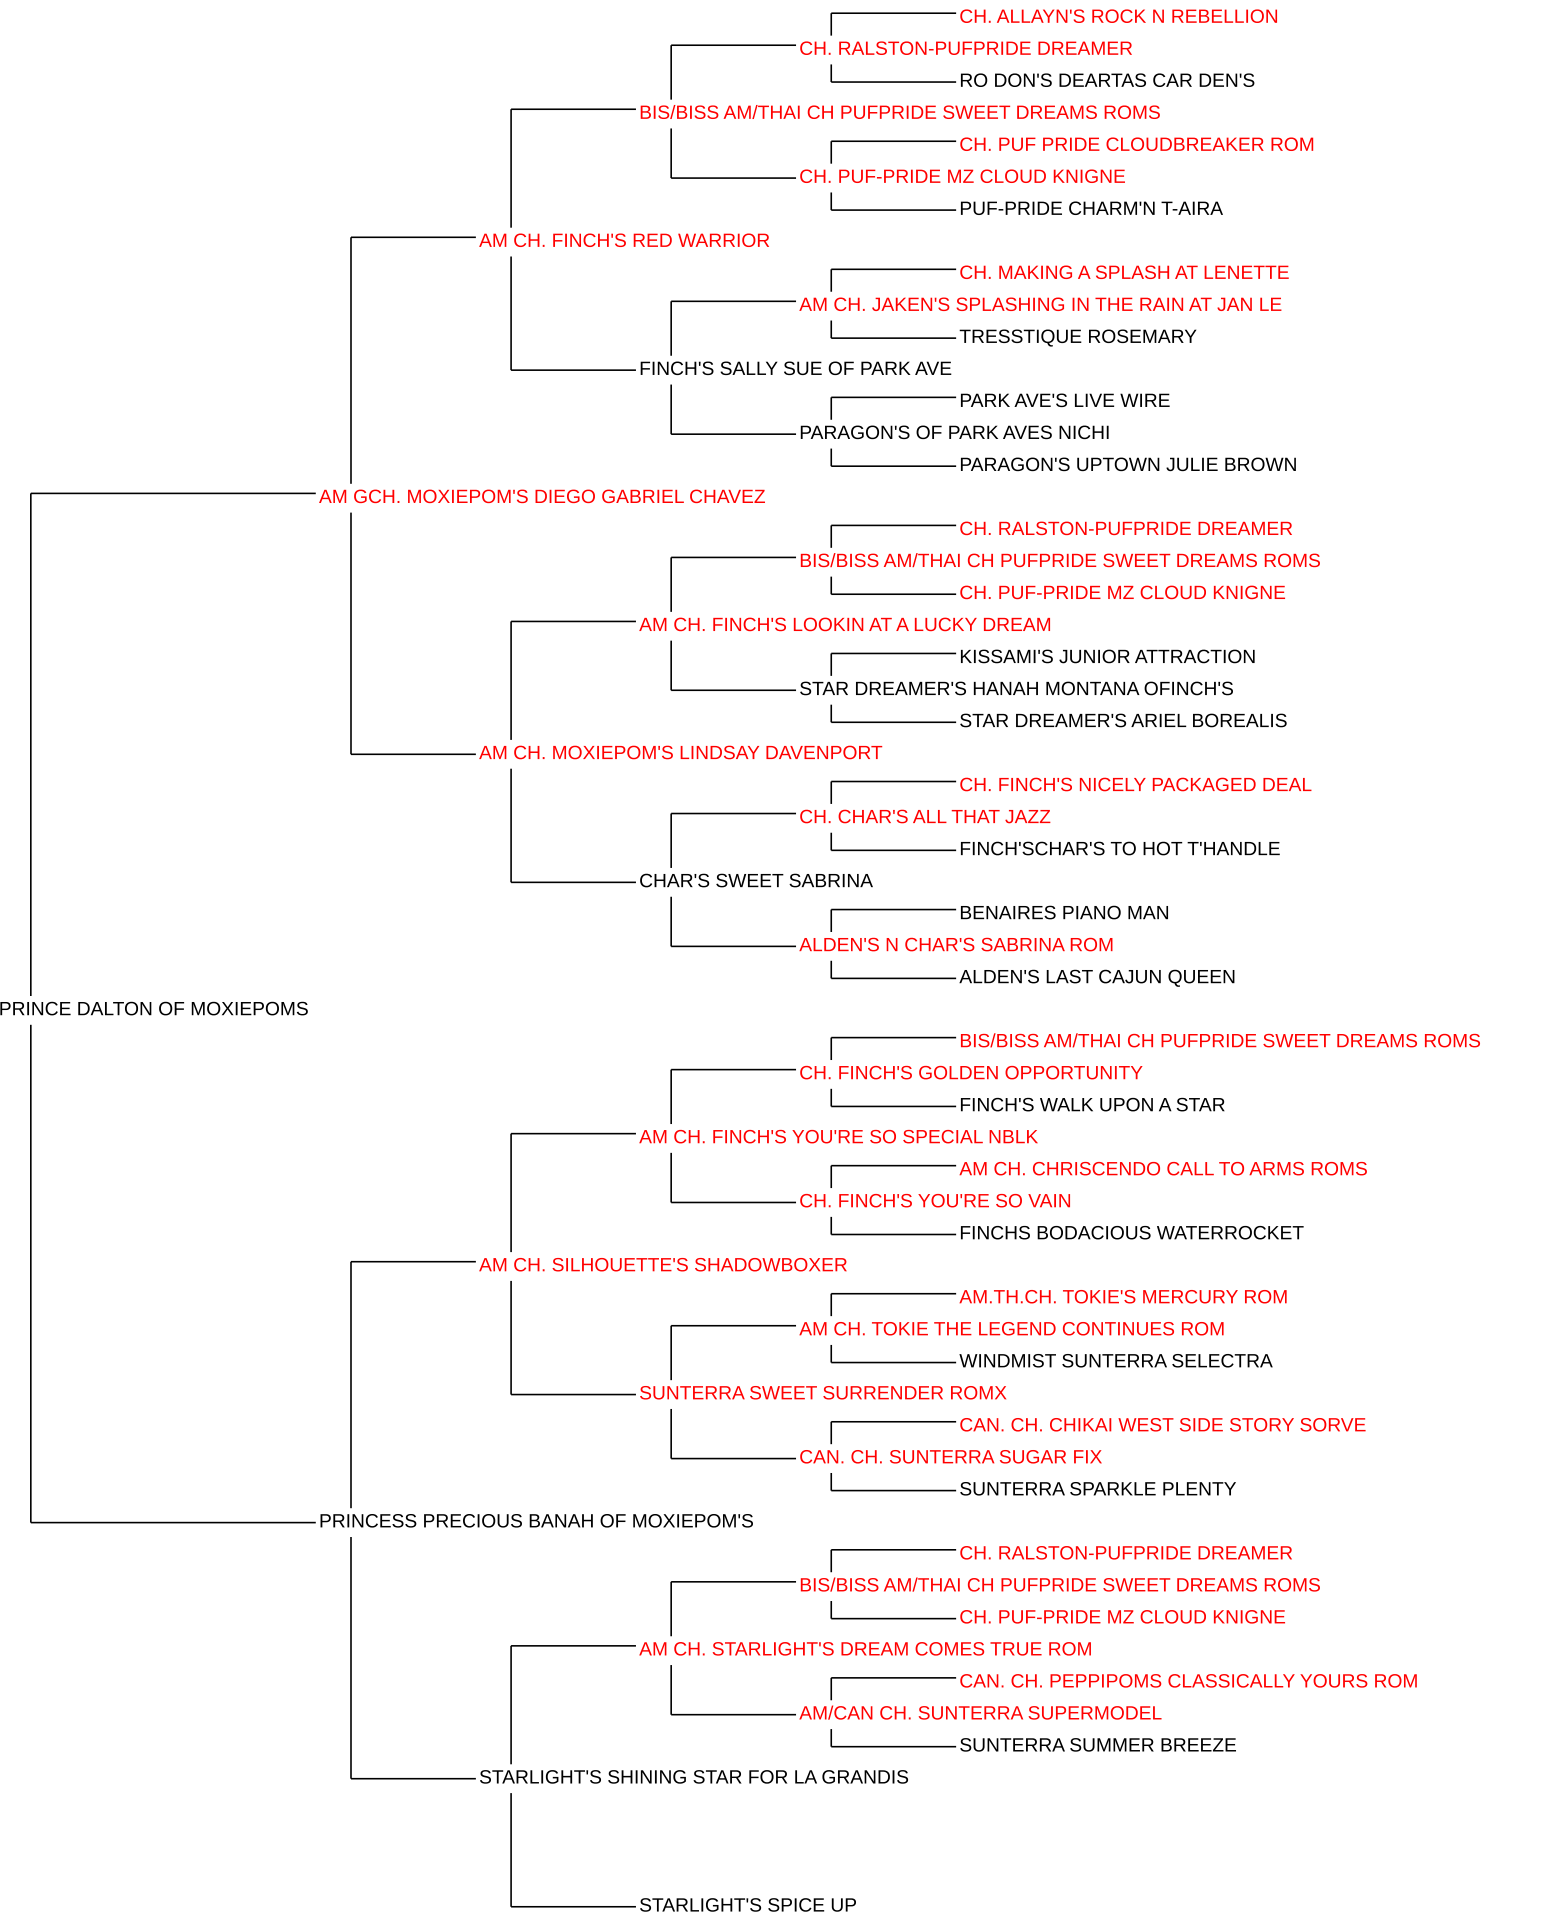 CH. ALLAYN'S ROCK N REBELLION
CH. RALSTON-PUFPRIDE DREAMER
RO DON'S DEARTAS CAR DEN'S
BIS/BISS AM/THAI CH PUFPRIDE SWEET DREAMS ROMS
CH. PUF PRIDE CLOUDBREAKER ROM
CH. PUF-PRIDE MZ CLOUD KNIGNE
PUF-PRIDE CHARM'N T-AIRA
AM CH. FINCH'S RED WARRIOR
CH. MAKING A SPLASH AT LENETTE
AM CH. JAKEN'S SPLASHING IN THE RAIN AT JAN LE
TRESSTIQUE ROSEMARY
FINCH'S SALLY SUE OF PARK AVE
PARK AVE'S LIVE WIRE
PARAGON'S OF PARK AVES NICHI
PARAGON'S UPTOWN JULIE BROWN
AM GCH. MOXIEPOM'S DIEGO GABRIEL CHAVEZ
CH. RALSTON-PUFPRIDE DREAMER
BIS/BISS AM/THAI CH PUFPRIDE SWEET DREAMS ROMS
CH. PUF-PRIDE MZ CLOUD KNIGNE
AM CH. FINCH'S LOOKIN AT A LUCKY DREAM
KISSAMI'S JUNIOR ATTRACTION
STAR DREAMER'S HANAH MONTANA OFINCH'S
STAR DREAMER'S ARIEL BOREALIS
AM CH. MOXIEPOM'S LINDSAY DAVENPORT
CH. FINCH'S NICELY PACKAGED DEAL
CH. CHAR'S ALL THAT JAZZ
FINCH'SCHAR'S TO HOT T'HANDLE
CHAR'S SWEET SABRINA
BENAIRES PIANO MAN
ALDEN'S N CHAR'S SABRINA ROM
ALDEN'S LAST CAJUN QUEEN
PRINCE DALTON OF MOXIEPOMS
BIS/BISS AM/THAI CH PUFPRIDE SWEET DREAMS ROMS
CH. FINCH'S GOLDEN OPPORTUNITY
FINCH'S WALK UPON A STAR
AM CH. FINCH'S YOU'RE SO SPECIAL NBLK
AM CH. CHRISCENDO CALL TO ARMS ROMS
CH. FINCH'S YOU'RE SO VAIN
FINCHS BODACIOUS WATERROCKET
AM CH. SILHOUETTE'S SHADOWBOXER
AM.TH.CH. TOKIE'S MERCURY ROM
AM CH. TOKIE THE LEGEND CONTINUES ROM
WINDMIST SUNTERRA SELECTRA
SUNTERRA SWEET SURRENDER ROMX
CAN. CH. CHIKAI WEST SIDE STORY SORVE
CAN. CH. SUNTERRA SUGAR FIX
SUNTERRA SPARKLE PLENTY
PRINCESS PRECIOUS BANAH OF MOXIEPOM'S
CH. RALSTON-PUFPRIDE DREAMER
BIS/BISS AM/THAI CH PUFPRIDE SWEET DREAMS ROMS
CH. PUF-PRIDE MZ CLOUD KNIGNE
AM CH. STARLIGHT'S DREAM COMES TRUE ROM
CAN. CH. PEPPIPOMS CLASSICALLY YOURS ROM
AM/CAN CH. SUNTERRA SUPERMODEL
SUNTERRA SUMMER BREEZE
STARLIGHT'S SHINING STAR FOR LA GRANDIS
STARLIGHT'S SPICE UP